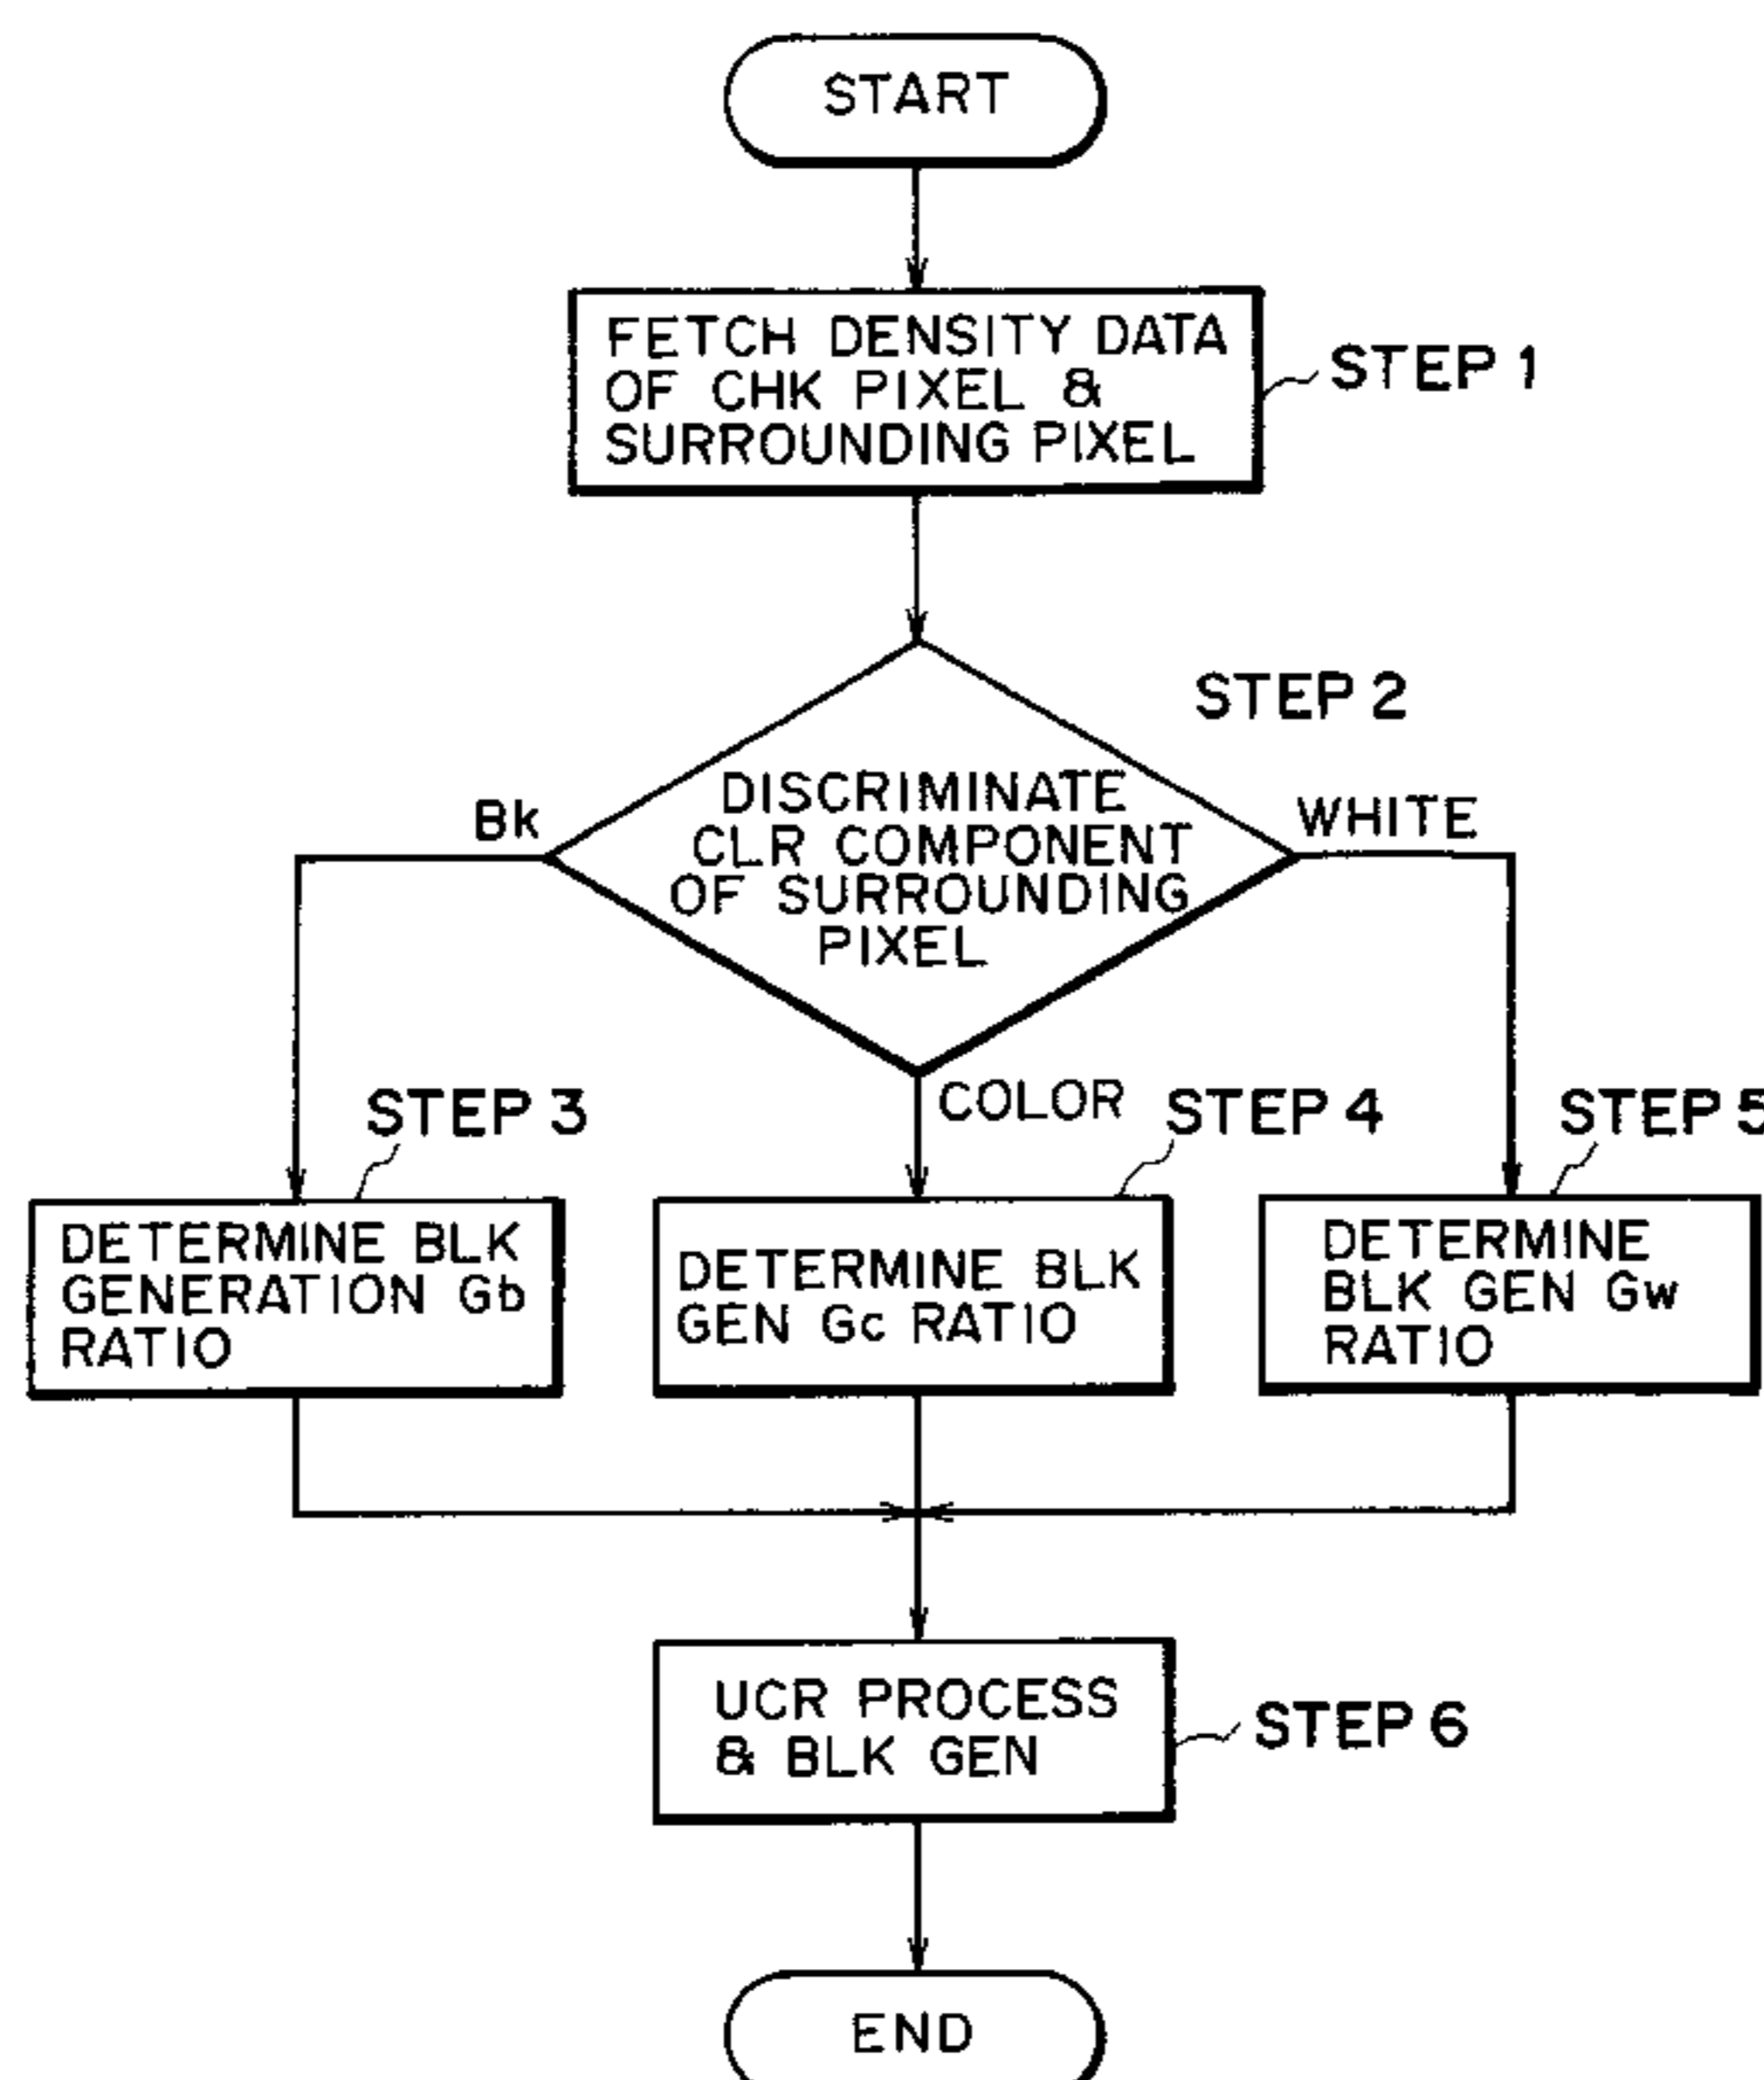 START
FETCH DENSITY DATA
OF CHK PIXEL &
SURROUNDING PIXEL
STEP 1
STEP 2
DISCRIMINATE
CLR COMPONENT
OF SURROUNDING
PIXEL
Bk
WHITE
COLOR
STEP 3
STEP 4
STEP 5
DETERMINE BLK
GENERATION Gb
RATIO
DETERMINE BLK
GEN Gc RATIO
DETERMINE
BLK GEN Gw
RATIO
UCR PROCESS
& BLK GEN
STEP 6
END